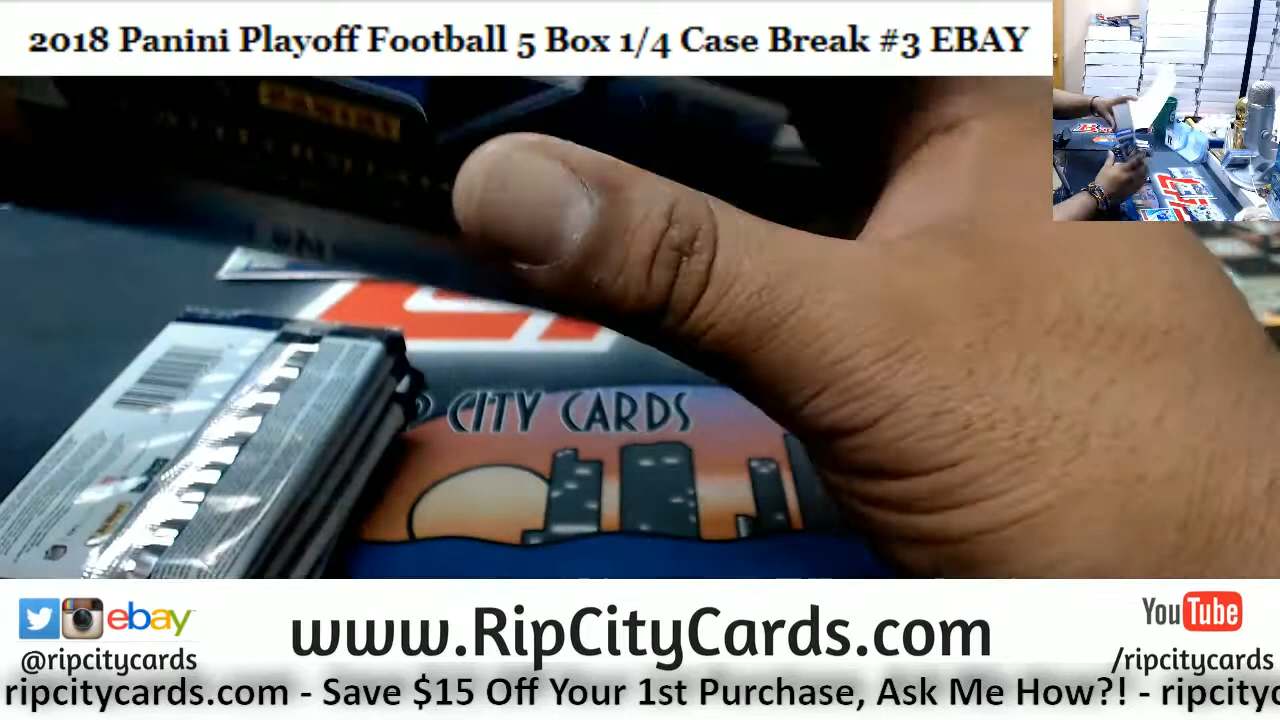 2018 Panini Playoff Football 5 Box 1/4 Case Break #3 EBAY
PANINI
CITY CARDS
ebay
www.RipCityCards.com
YouTube
@ripcitycards
/ripcitycards
ripcitycards.com - Save $15 Off Your 1st Purchase, Ask Me How?! - ripcityc